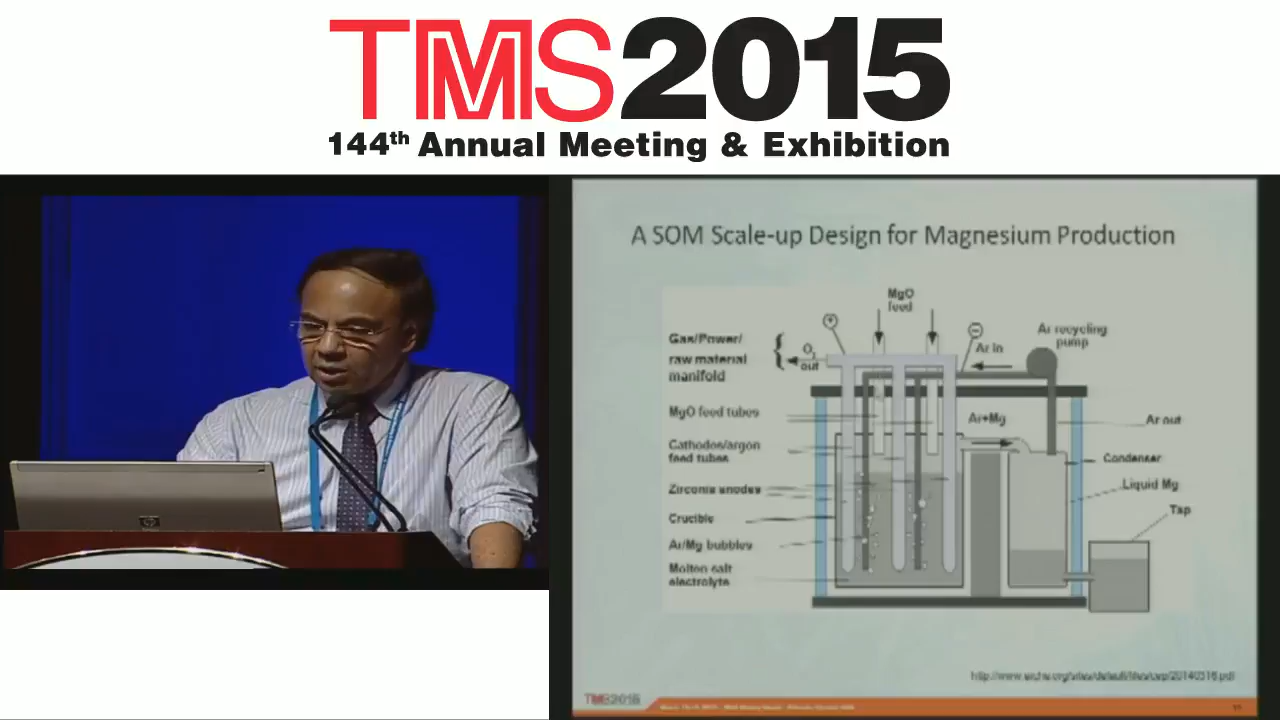 TMS2015
144th Annual Meeting & Exhibition
A SOM Scale-up Design for Magnesium Production
MgO
feed
Gas/Power/
raw material
manifold
O2
out
Ar in
Ar recycling
pump
MgO feed tubes
Ar+Mg
Ar out
Cathodes/argon
feed tubes
Condenser
Zirconia anodes
Liquid Mg
Crucible
Tap
Ar/Mg bubbles
Molten salt
electrolyte
TMS2015
hp